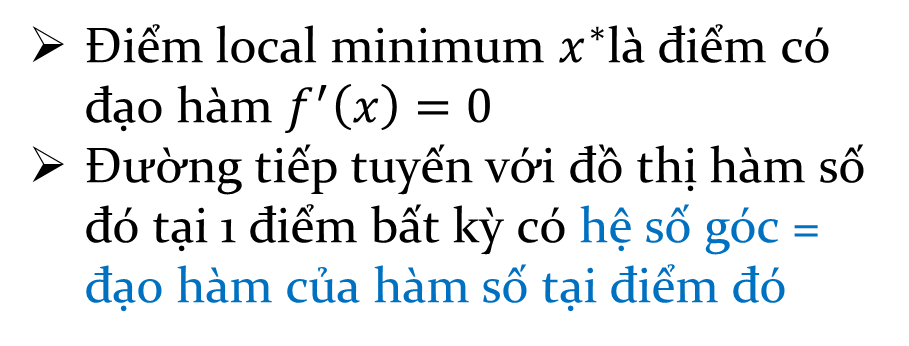 ➢ Điểm local minimum 𝑥*là điểm có
đạo hàm 𝑓′(𝑥) = 0
➢ Đường tiếp tuyến với đồ thị hàm số
đó tại 1 điểm bất kỳ có hệ số góc =
đạo hàm của hàm số tại điểm đó